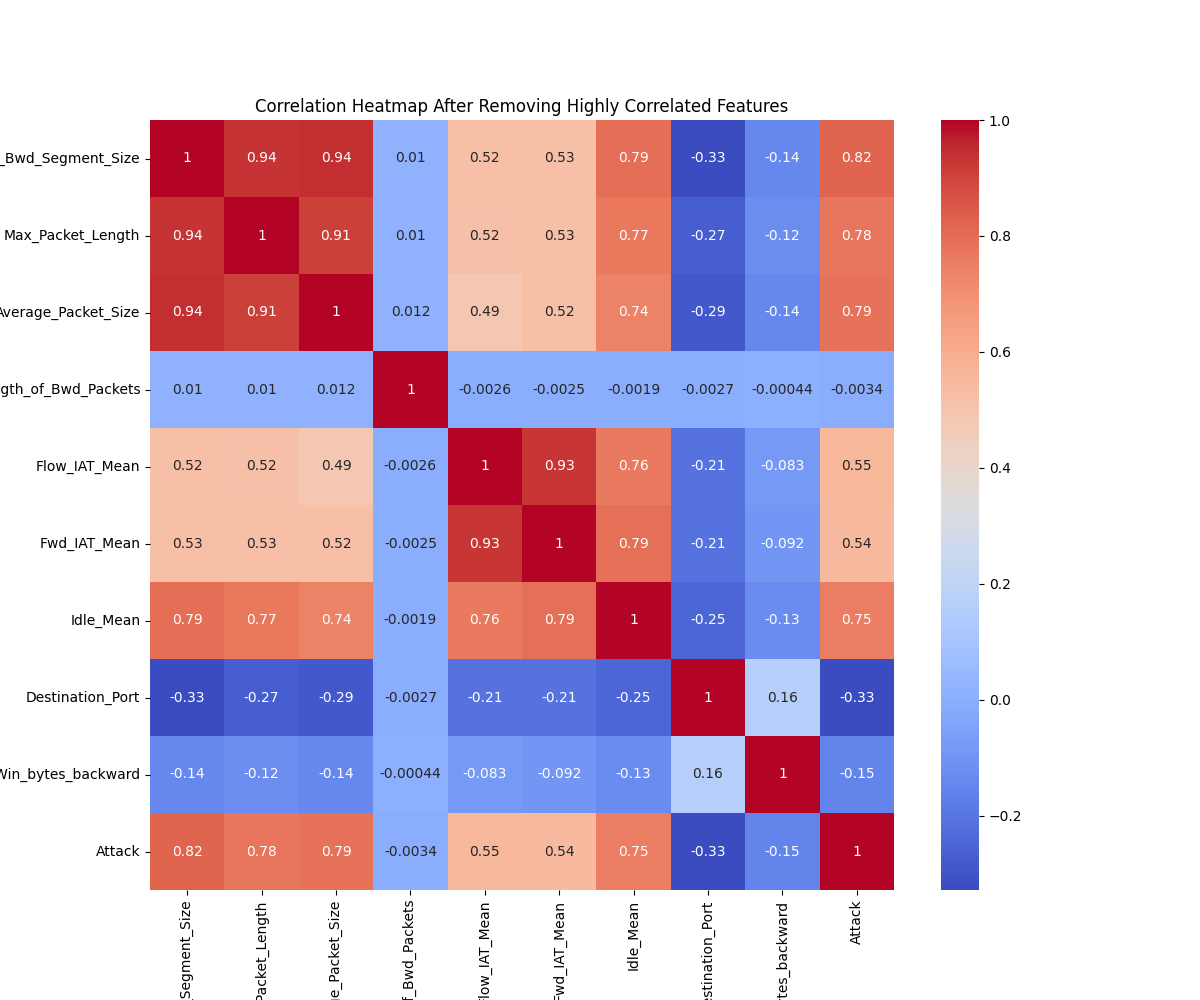 Correlation Heatmap After Removing Highly Correlated Features
_Bwd_Segment_Size 1 0.94 0.94 0.01 0.52 0.53 0.79 -0.33 -0.14 0.82
Max_Packet_Length 0.94 1 0.91 0.01 0.52 0.53 0.77 -0.27 -0.12 0.78
Average_Packet_Size 0.94 0.91 1 0.012 0.49 0.52 0.74 -0.29 -0.14 0.79
gth_of_Bwd_Packets 0.01 0.01 0.012 1 -0.0026 -0.0025 -0.0019 -0.0027 -0.00044 -0.0034
Flow_IAT_Mean 0.52 0.52 0.49 -0.0026 1 0.93 0.76 -0.21 -0.083 0.55
Fwd_IAT_Mean 0.53 0.53 0.52 -0.0025 0.93 1 0.79 -0.21 -0.092 0.54
Idle_Mean 0.79 0.77 0.74 -0.0019 0.76 0.79 1 -0.25 -0.13 0.75
Destination_Port -0.33 -0.27 -0.29 -0.0027 -0.21 -0.21 -0.25 1 0.16 -0.33
Win_bytes_backward -0.14 -0.12 -0.14 -0.00044 -0.083 -0.092 -0.13 0.16 1 -0.15
Attack 0.82 0.78 0.79 -0.0034 0.55 0.54 0.75 -0.33 -0.15 1
_Segment_Size
Packet_Length
ge_Packet_Size
f_Bwd_Packets
Flow_IAT_Mean
Fwd_IAT_Mean
Idle_Mean
estination_Port
tes_backward
Attack
1.0
0.8
0.6
0.4
0.2
0.0
−0.2